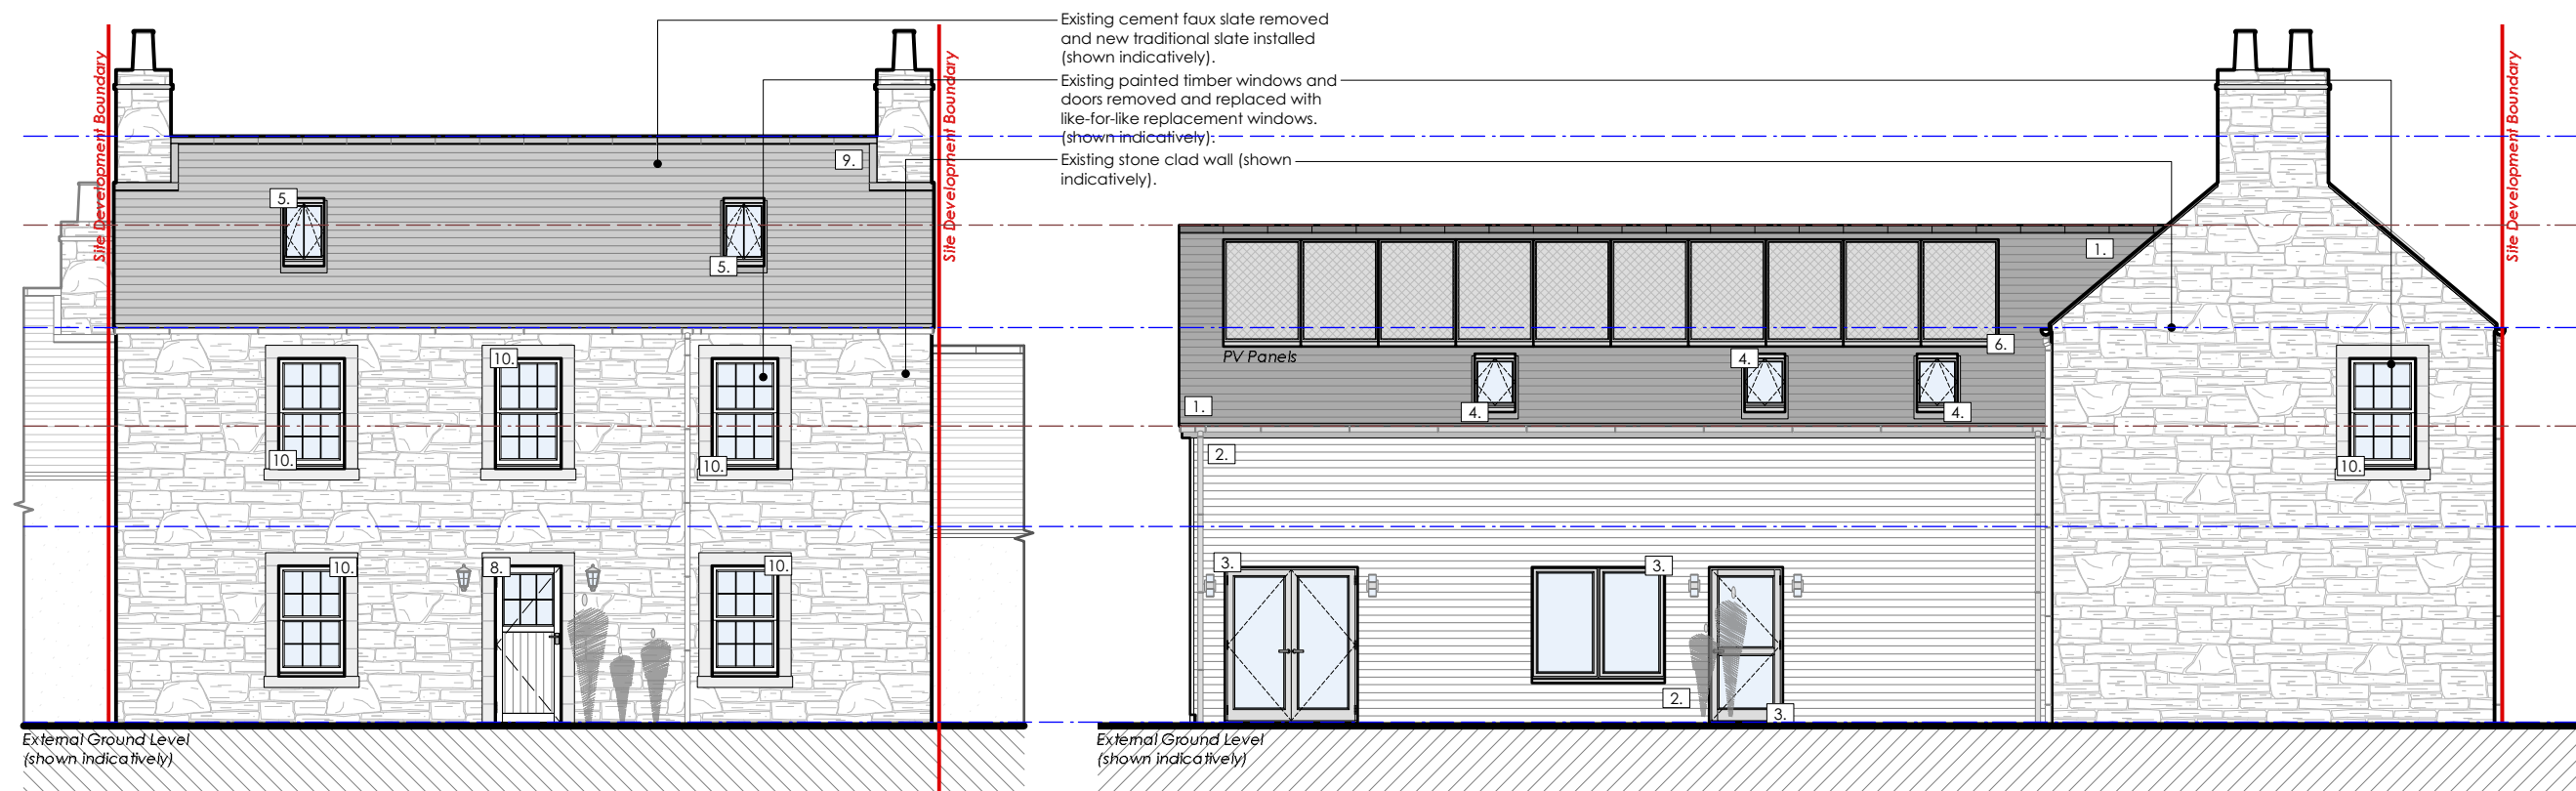 Existing cement faux slate removed
and new traditional slate installed
(shown indicatively).
Existing painted timber windows and
doors removed and replaced with
like-for-like replacement windows.
(shown indicatively).
Existing stone clad wall (shown
indicatively).
Site Development Boundary
Site Development Boundary
Site Development Boundary
9.
5.
5.
10.
10.
10.
10.
8.
10.
External Ground Level
(shown indicatively)
1.
6.
PV Panels
4.
1.
4.
4.
2.
10.
3.
3.
2.
3.
External Ground Level
(shown indicatively)